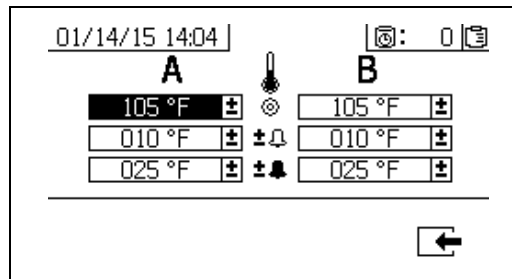 01/14/15 14:04 : 0
A B
105 °F ± 105 °F ±
010 °F ± ± 010 °F ±
025 °F ± ± 025 °F ±